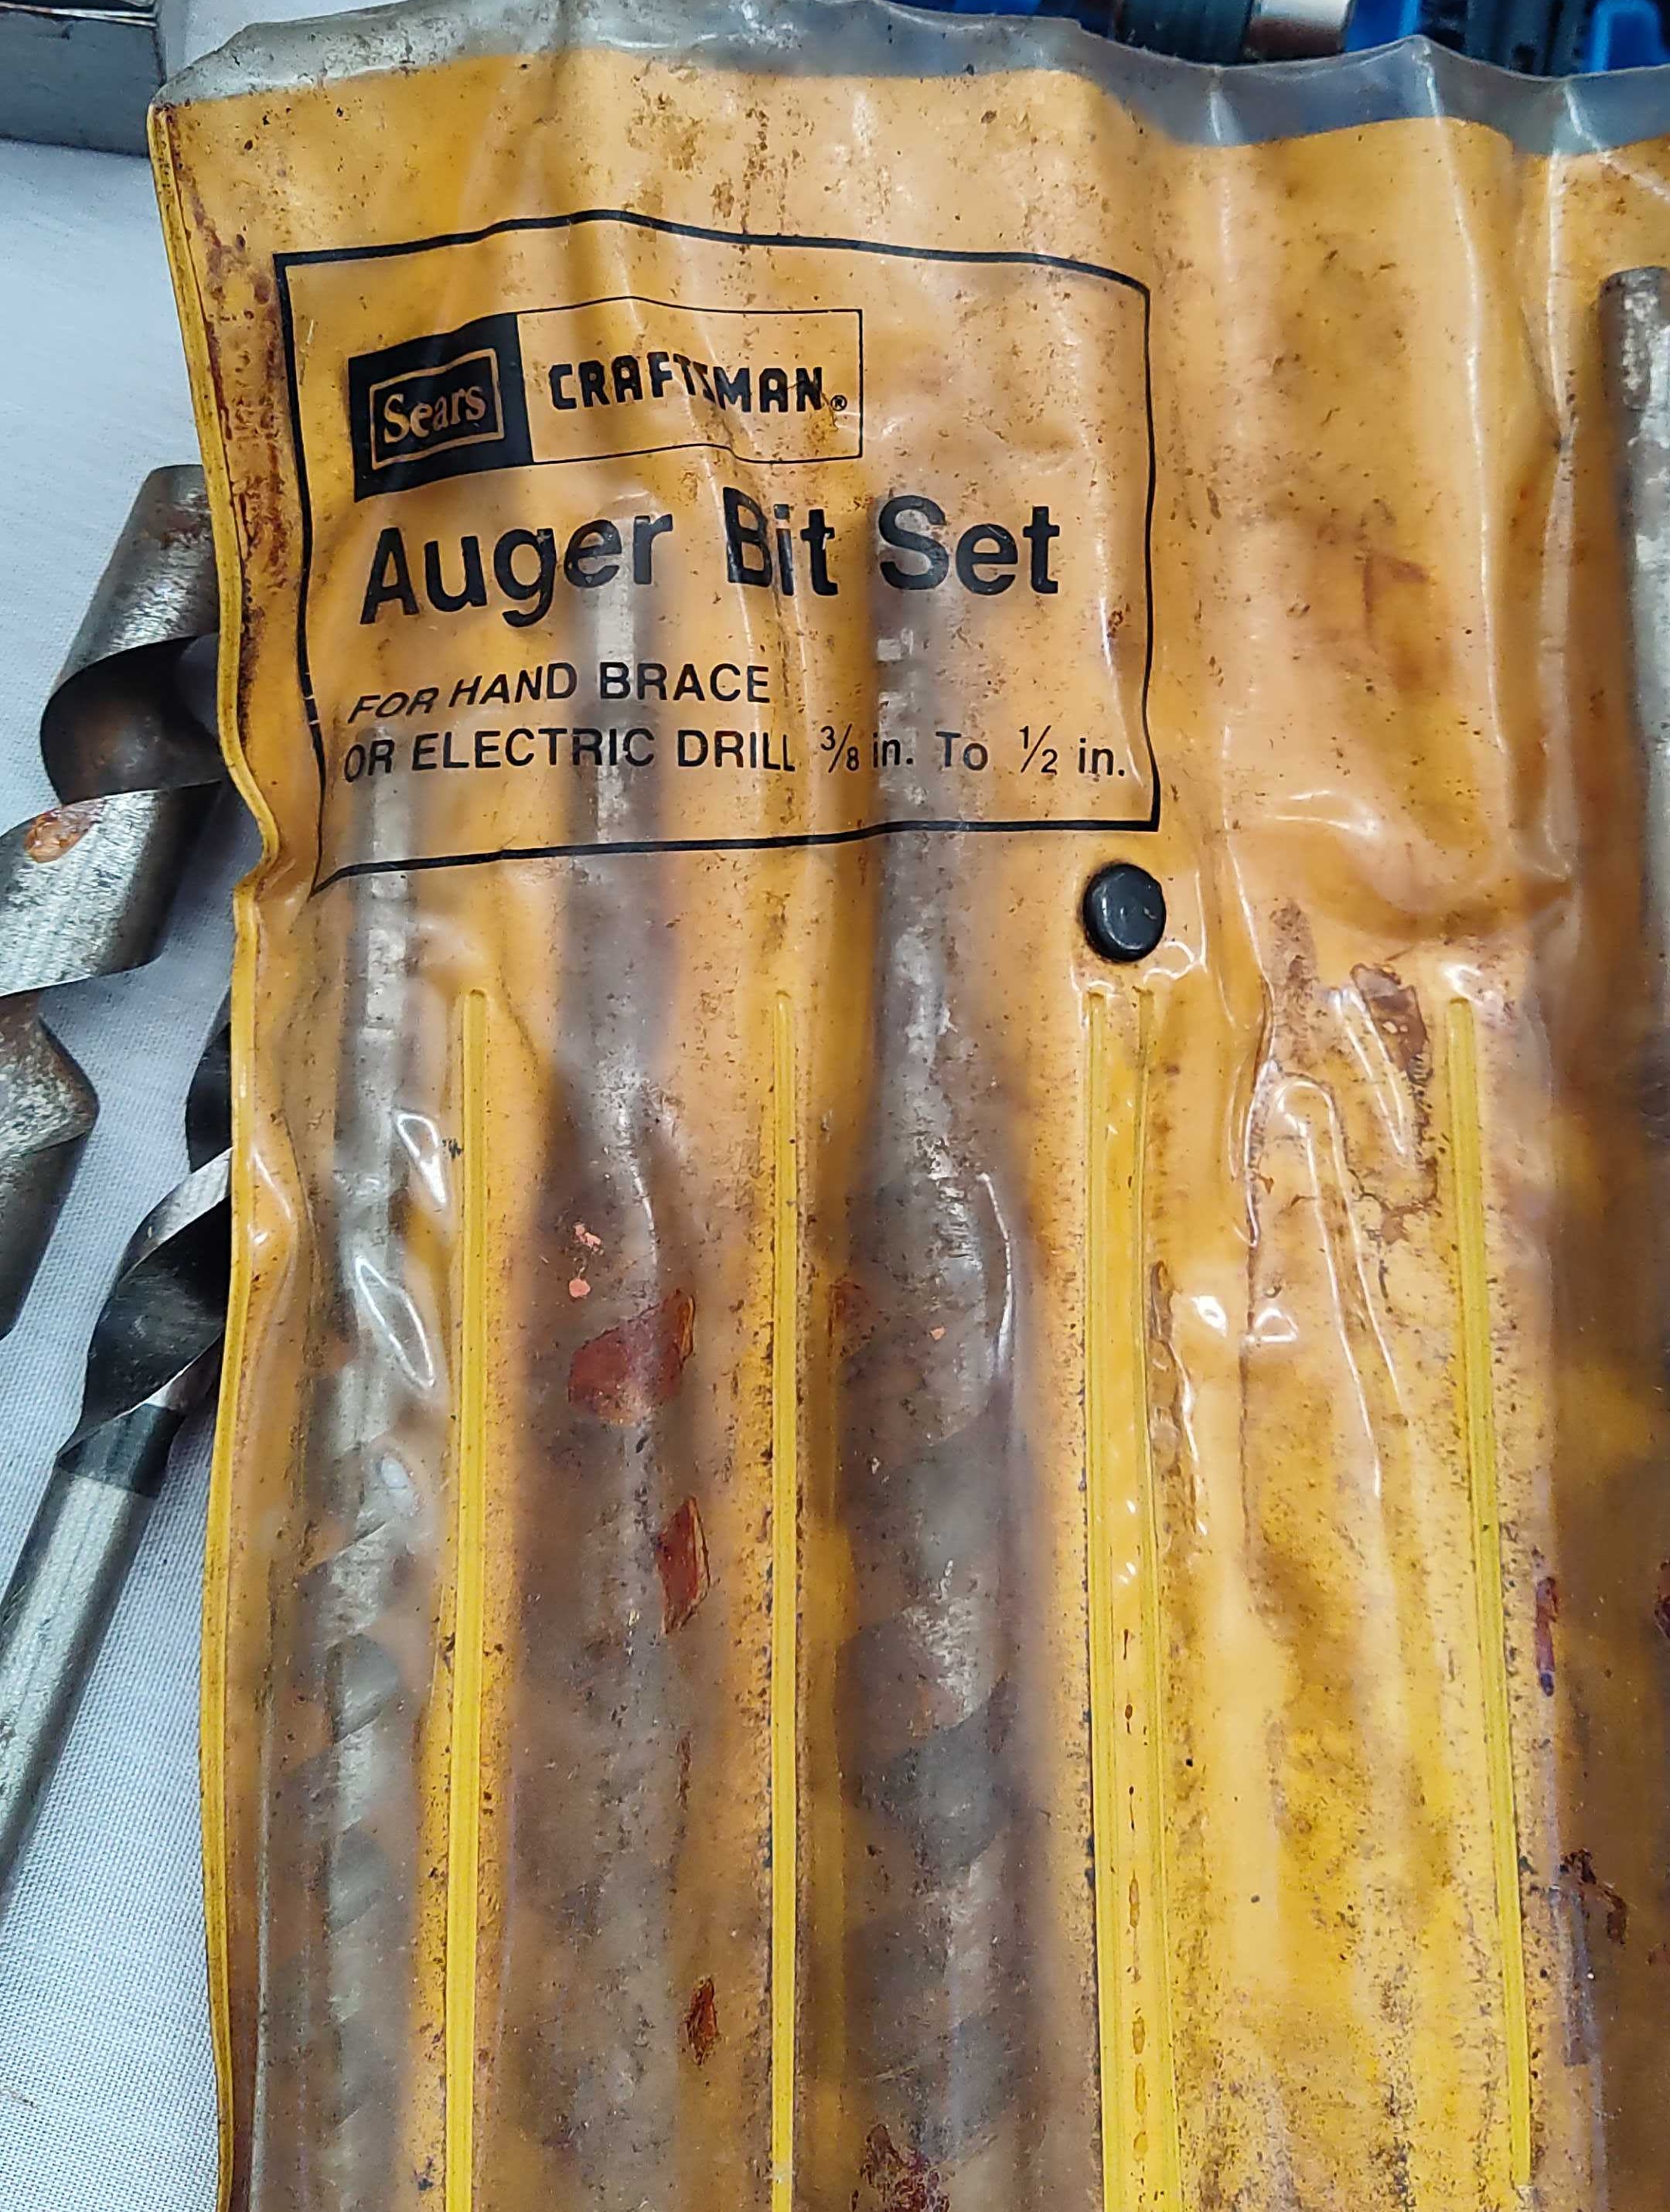 Sears CRAFTSMAN®
Auger Bit Set
FOR HAND BRACE
OR ELECTRIC DRILL 3/8 in. To 1/2 in.